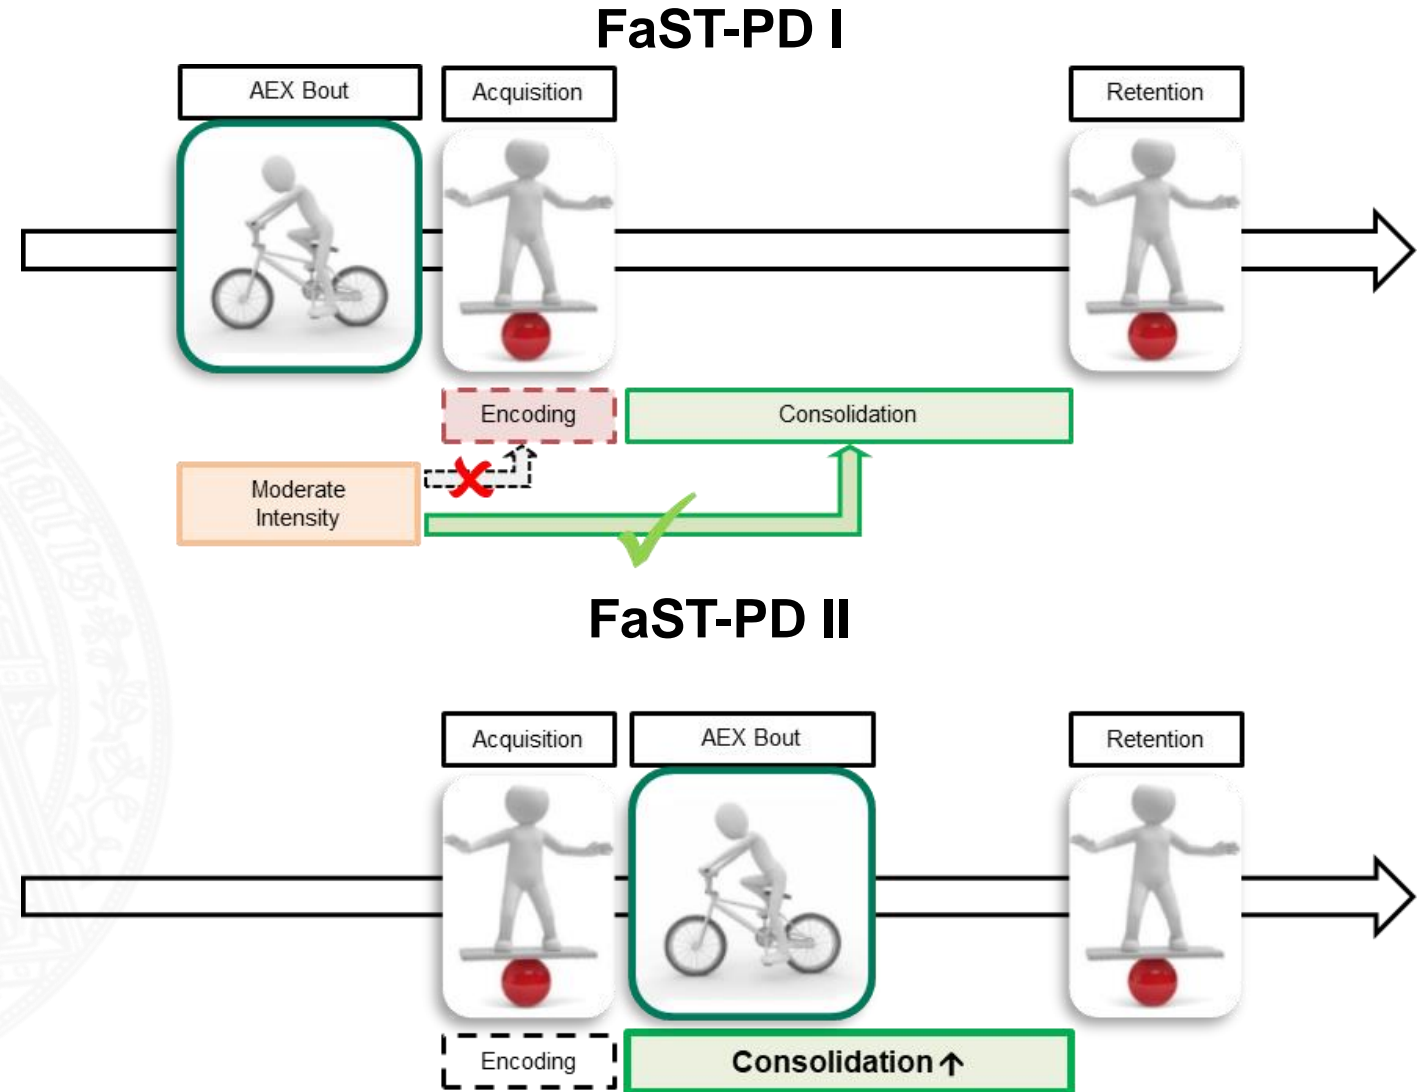 FaST-PD I
AEX Bout
Acquisition
Retention
Encoding
Consolidation
Moderate
Intensity
FaST-PD II
Acquisition
AEX Bout
Retention
Encoding
Consolidation ↑